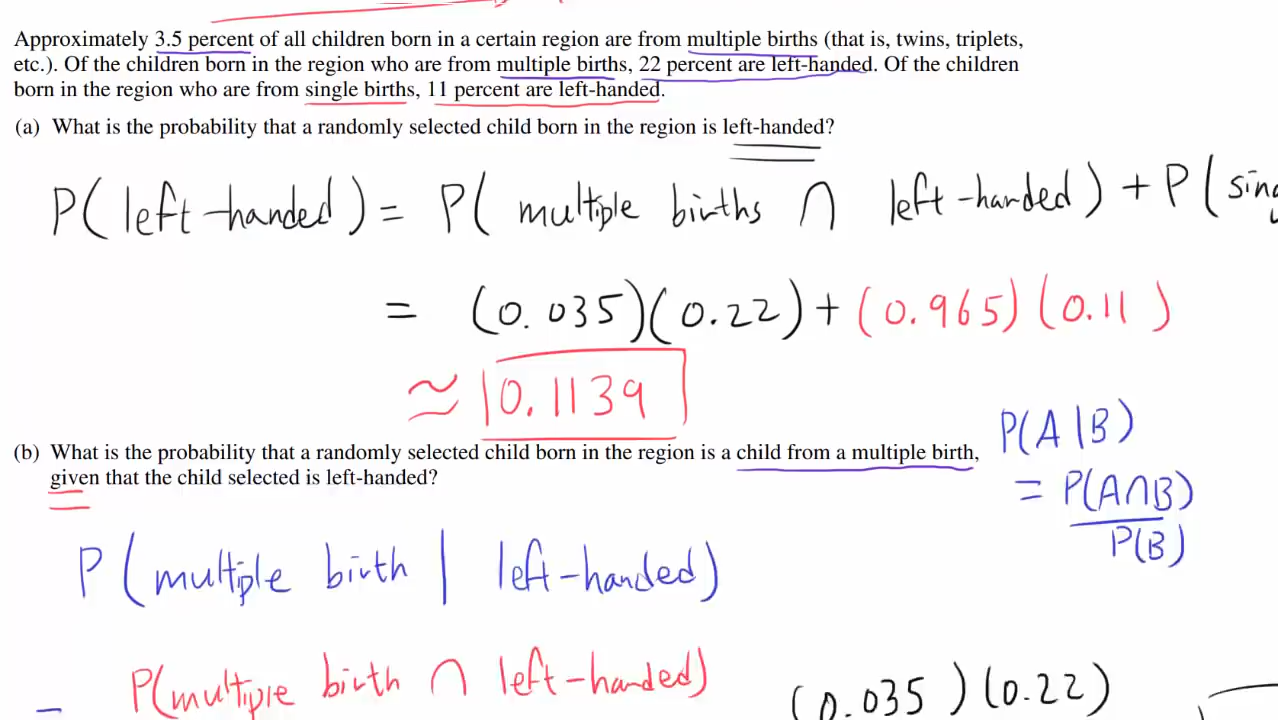 Approximately 3.5 percent of all children born in a certain region are from multiple births (that is, twins, triplets,
etc.). Of the children born in the region who are from multiple births, 22 percent are left-handed. Of the children
born in the region who are from single births, 11 percent are left-handed.
(a) What is the probability that a randomly selected child born in the region is left-handed?
P(left-handed) = P( multiple births ∩ left-handed) + P( sing
= (0.035)(0.22) + (0.965)(0.11)
≈ 0.1139
(b) What is the probability that a randomly selected child born in the region is a child from a multiple birth,
given that the child selected is left-handed?
P(A|B)
= P(A∩B)
P(B)
P(multiple birth | left-handed)
P(multiple birth ∩ left-handed)
(0.035)(0.22)